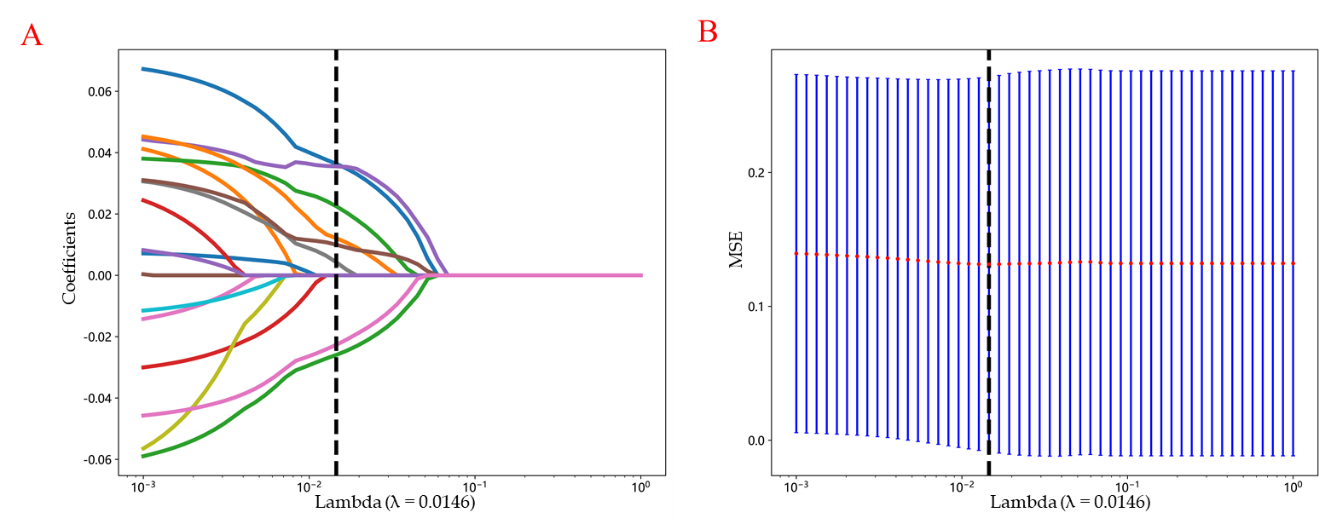 A
Coefficients
0.06
0.04
0.02
0.00
-0.02
-0.04
-0.06
10⁻³ 10⁻² 10⁻¹ 10⁰
Lambda (λ = 0.0146)
B
MSE
0.2
0.1
0.0
10⁻³ 10⁻² 10⁻¹ 10⁰
Lambda (λ = 0.0146)